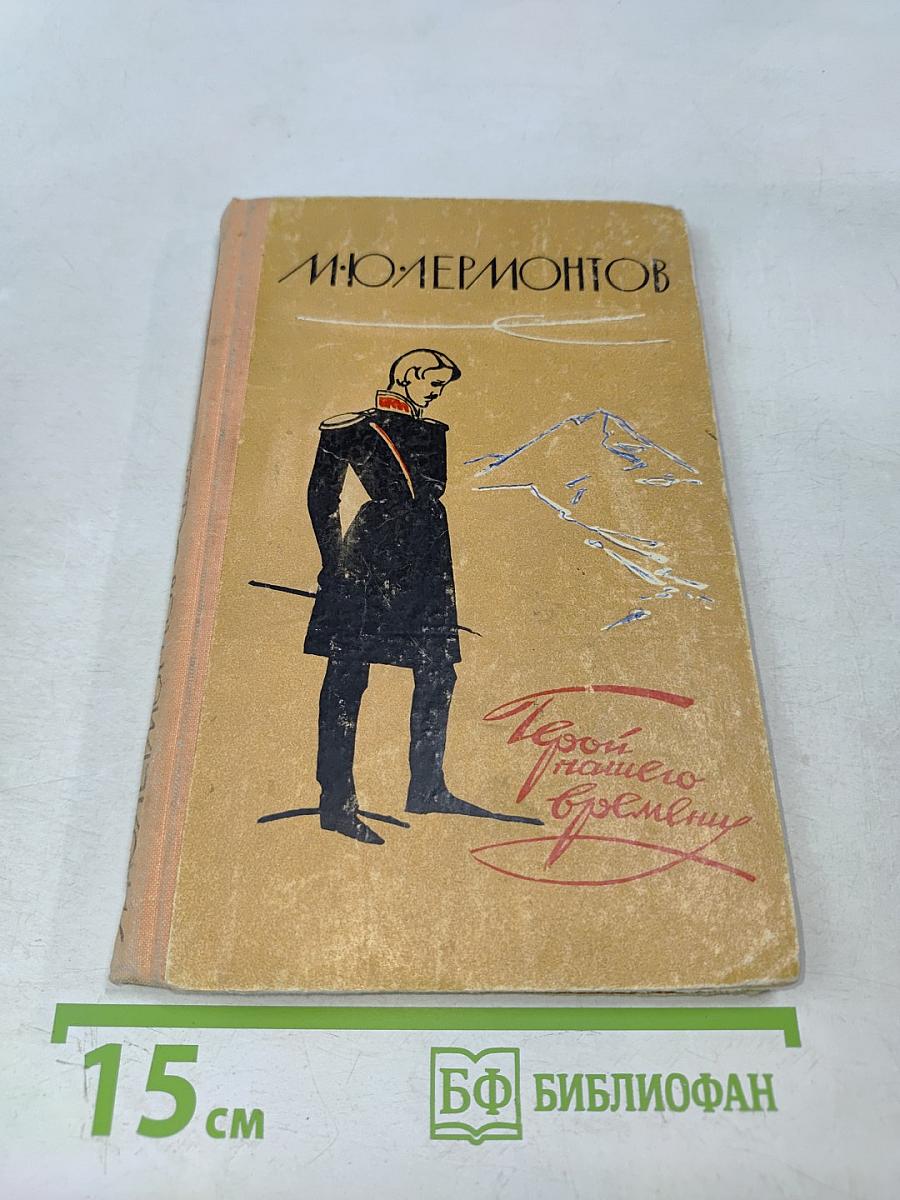 М·Ю·ЛЕРМОНТОВ
Герой
нашего
времени
15 см
БФ БИБЛИОФАН